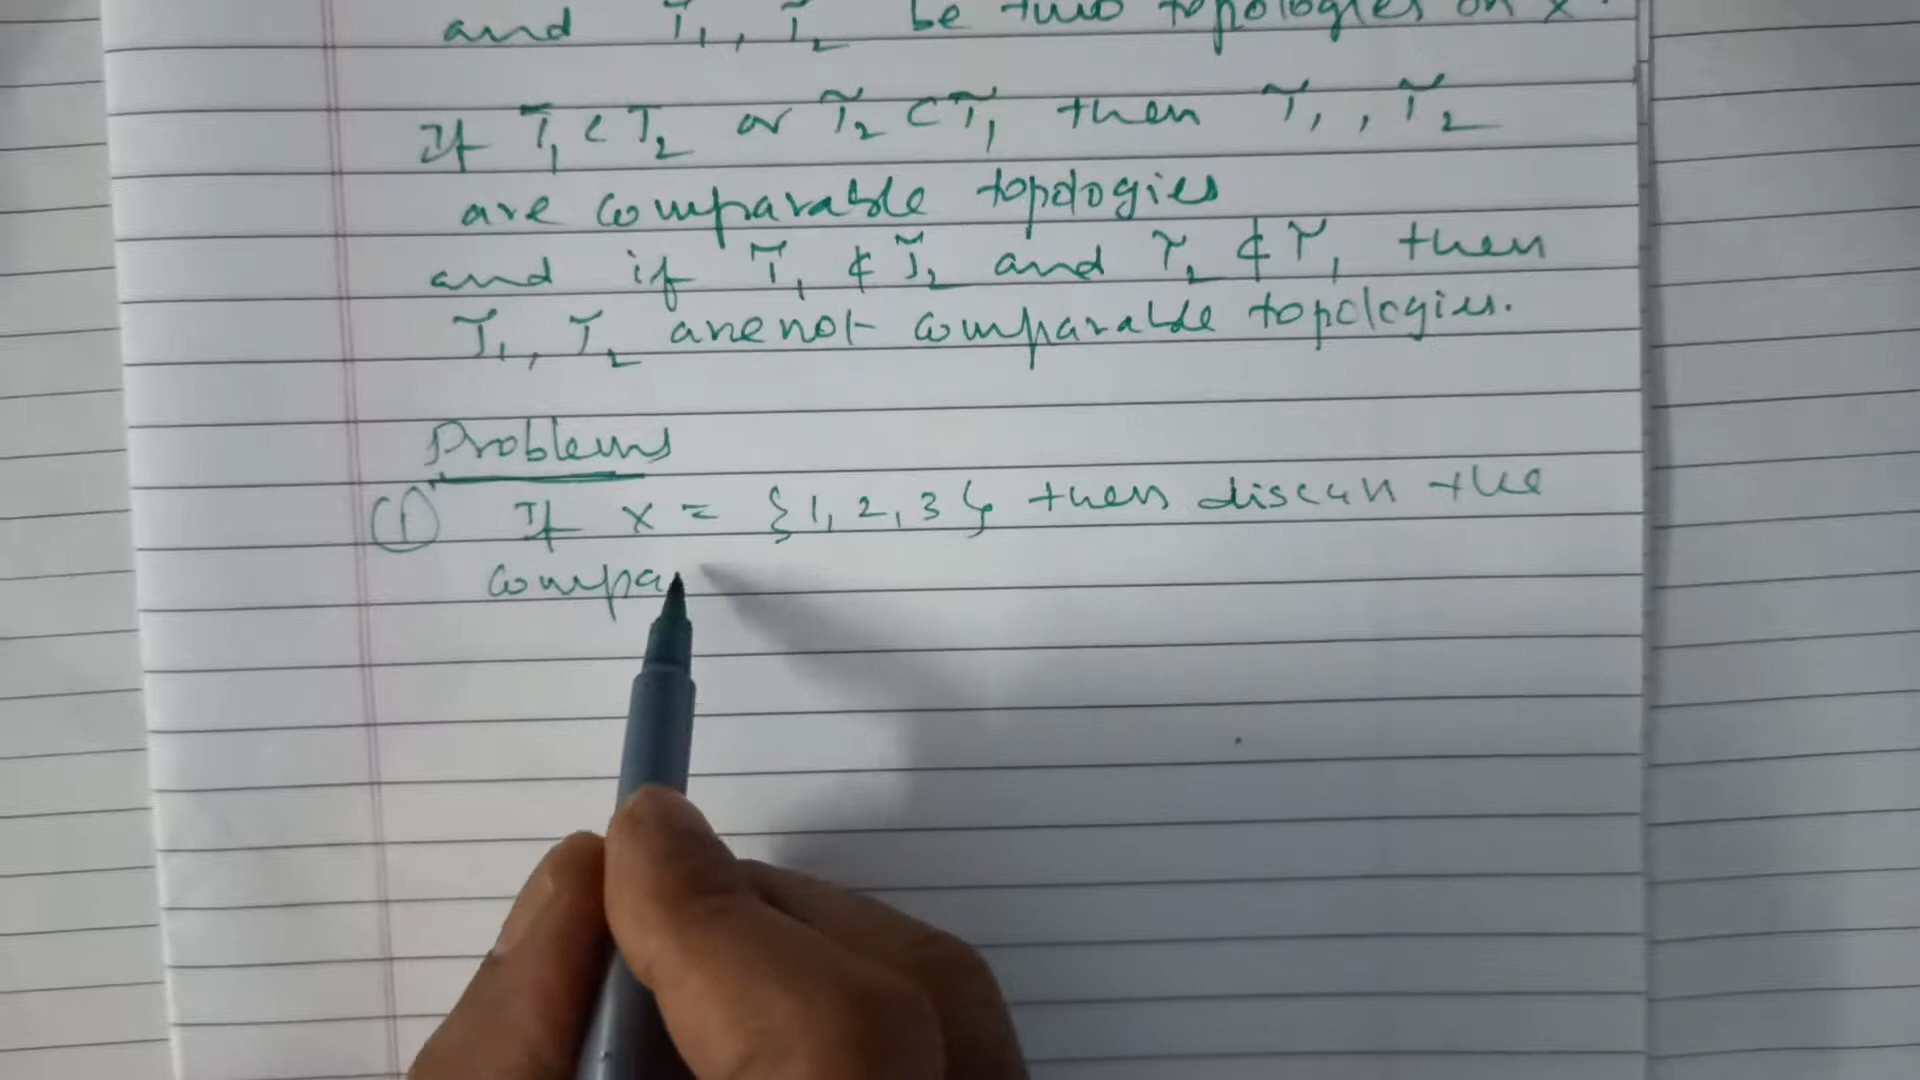 and T₁, T₂ be two topologies on X.
If T₁ ⊂ T₂ or T₂ ⊂ T₁ then T₁, T₂
are comparable topologies
and if T₁ ⊄ T₂ and T₂ ⊄ T₁ then
T₁, T₂ are not comparable topologies.
Problems
① If X = {1, 2, 3} then discuss the
compa